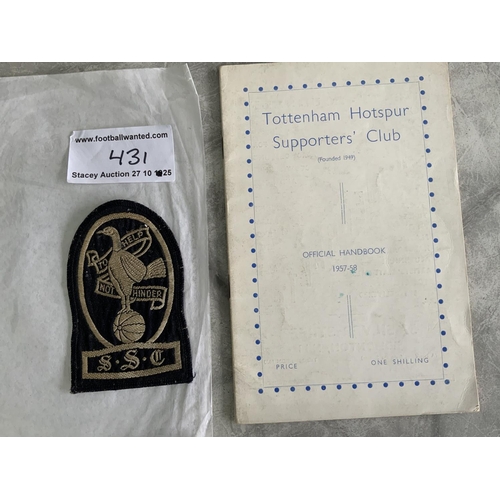 www.footballwanted.com
431
Stacey Auction 27 10 2025
TO HELP
NOT HINDER
S·S·C
Tottenham Hotspur
Supporters' Club
(Founded 1949)
OFFICIAL HANDBOOK
1957-58
PRICE ONE SHILLING